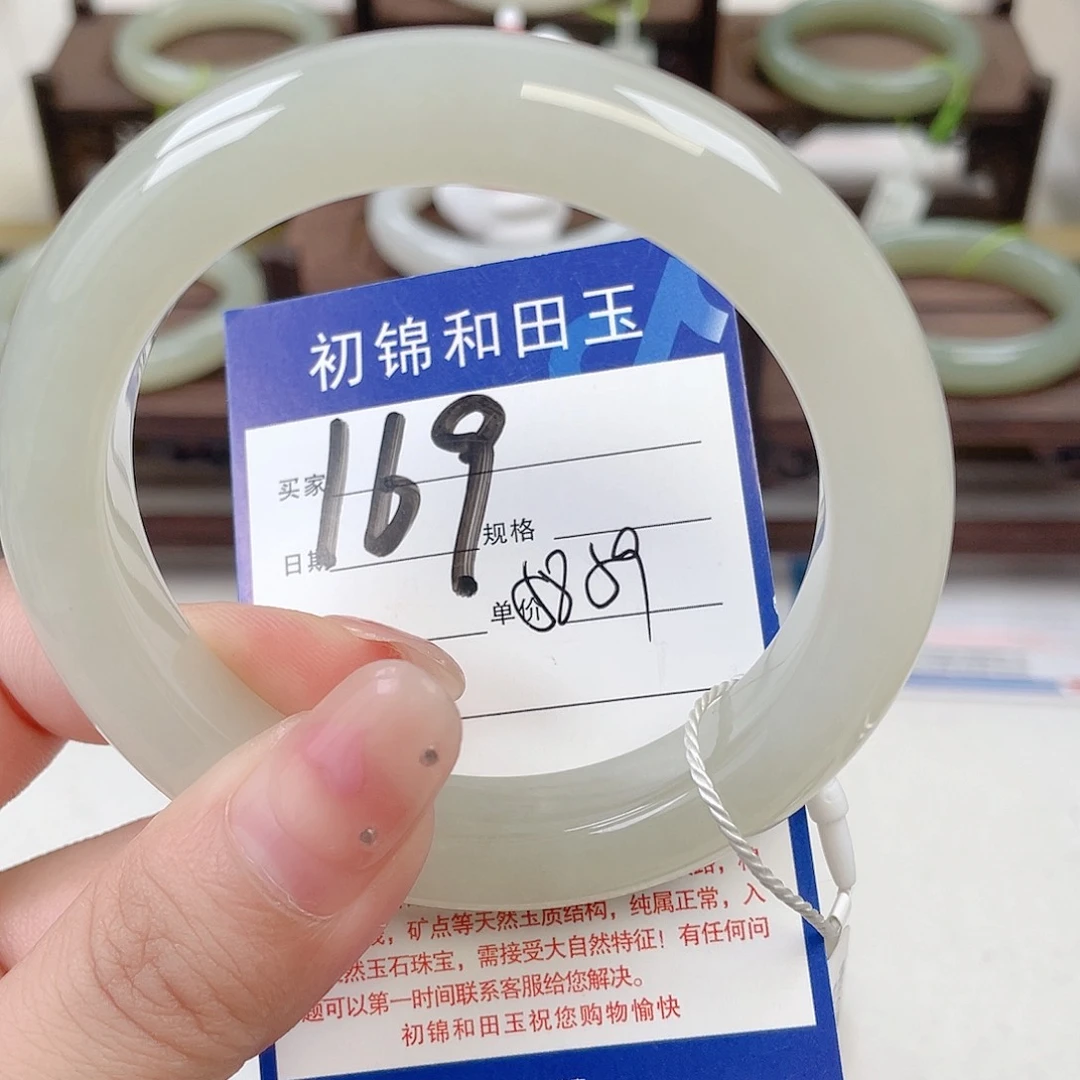 初锦和田玉
169
买家
日期 规格
单价 8889
矿点等天然玉质结构，纯属正常，入
然玉石珠宝，需接受大自然特征！有任何问
题可以第一时间联系客服给您解决。
初锦和田玉祝您购物愉快